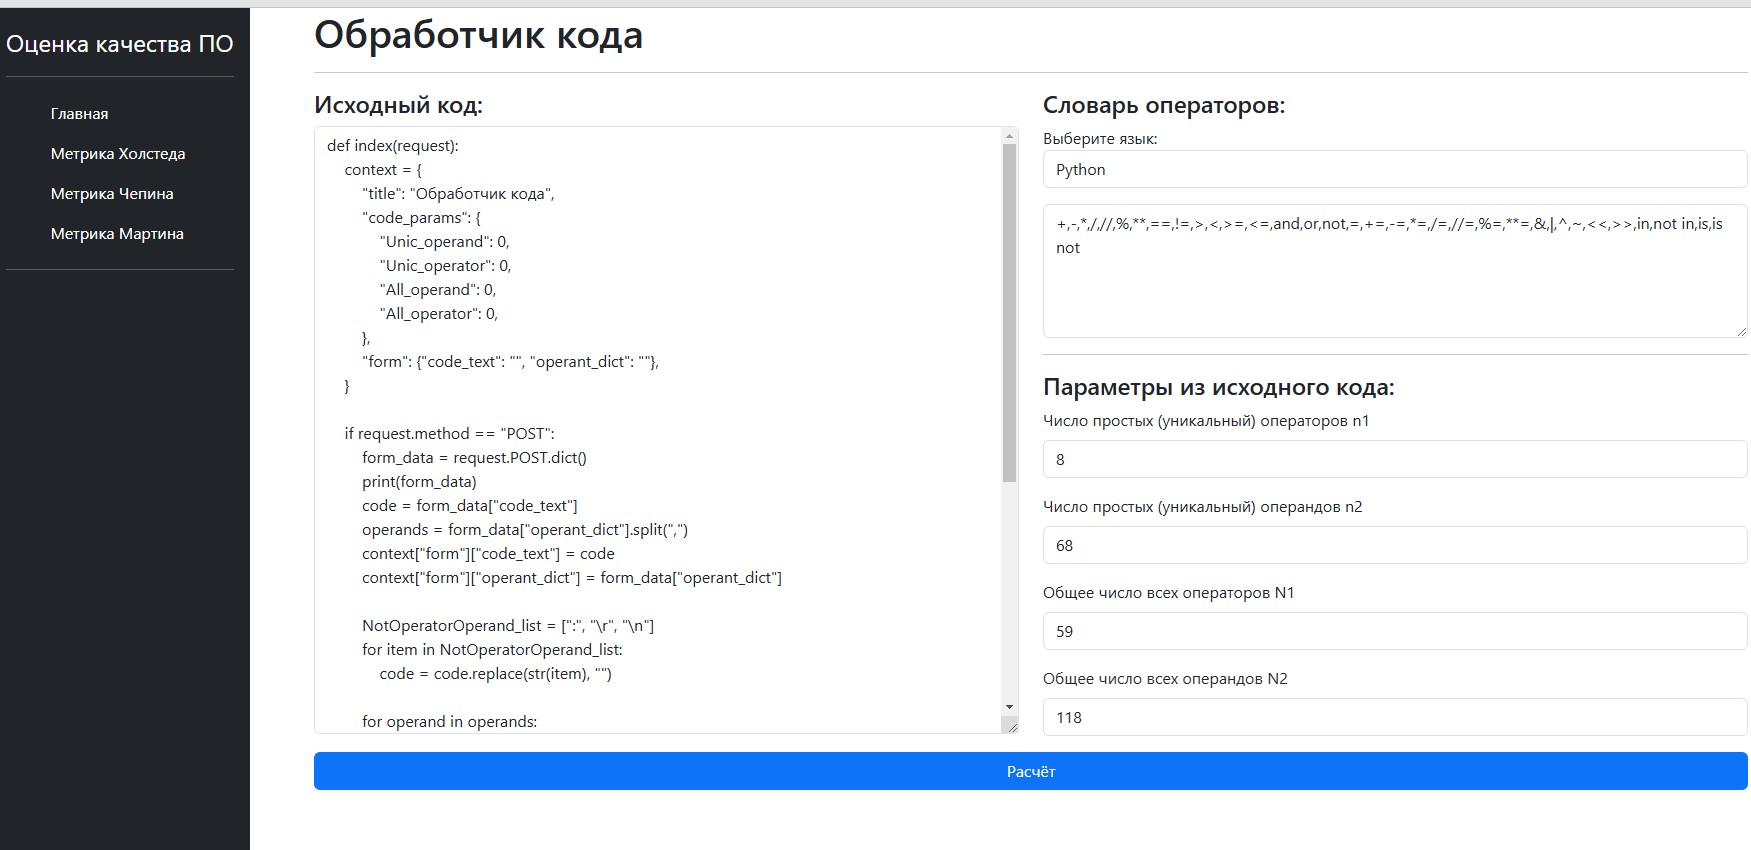 Оценка качества ПО
Главная
Метрика Холстеда
Метрика Чепина
Метрика Мартина
Обработчик кода
Исходный код:
def index(request):
context = {
"title": "Обработчик кода",
"code_params": {
"Unic_operand": 0,
"Unic_operator": 0,
"All_operand": 0,
"All_operator": 0,
},
"form": {"code_text": "", "operant_dict": ""},
}
if request.method == "POST":
form_data = request.POST.dict()
print(form_data)
code = form_data["code_text"]
operands = form_data["operant_dict"].split(",")
context["form"]["code_text"] = code
context["form"]["operant_dict"] = form_data["operant_dict"]
NotOperatorOperand_list = [":", "\r", "\n"]
for item in NotOperatorOperand_list:
code = code.replace(str(item), "")
for operand in operands:
Словарь операторов:
Выберите язык:
Python
+,-,*,/,//,%,**,==,!=,>,<,>=,<=,and,or,not,=,+=,-=,*=,/=,//=,%=,**=,&,|,^,~,<<,>>,in,not in,is,is
not
Параметры из исходного кода:
Число простых (уникальный) операторов n1
8
Число простых (уникальный) операндов n2
68
Общее число всех операторов N1
59
Общее число всех операндов N2
118
Расчёт